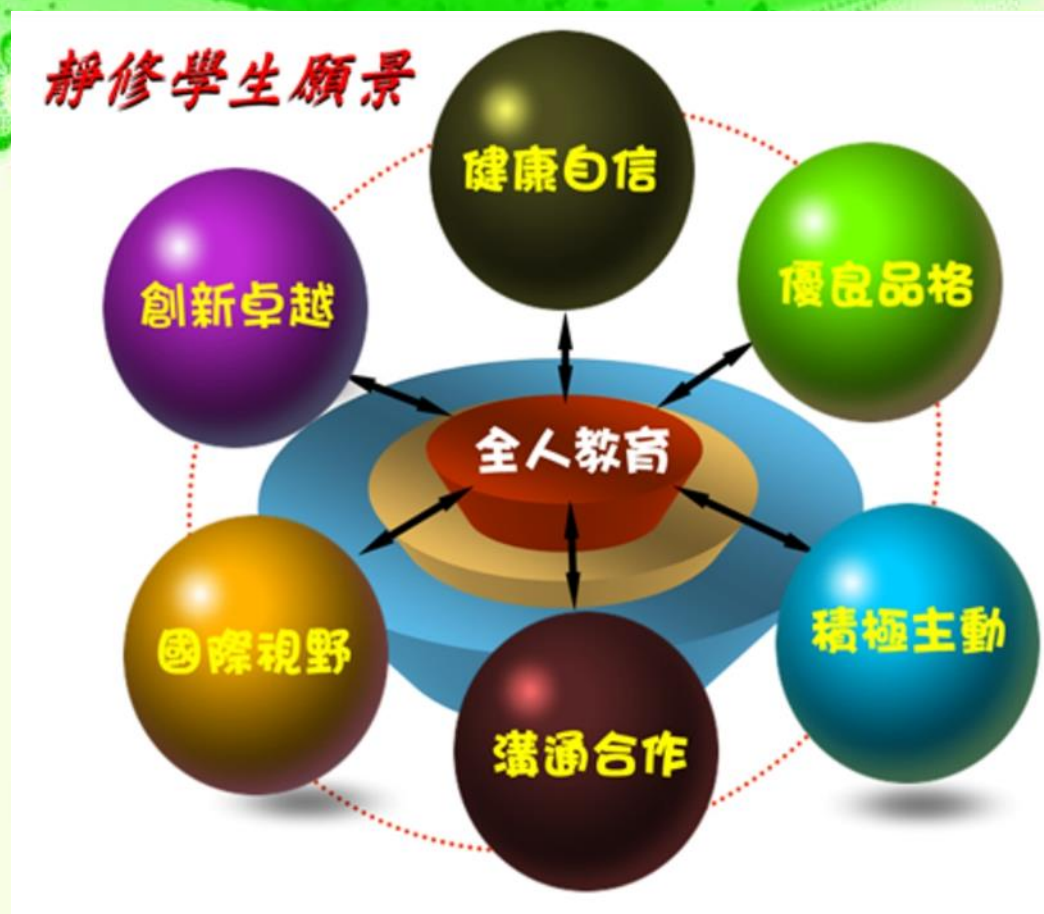 靜修學生願景
健康自信
優良品格
創新卓越
全人教育
積極主動
國際視野
溝通合作